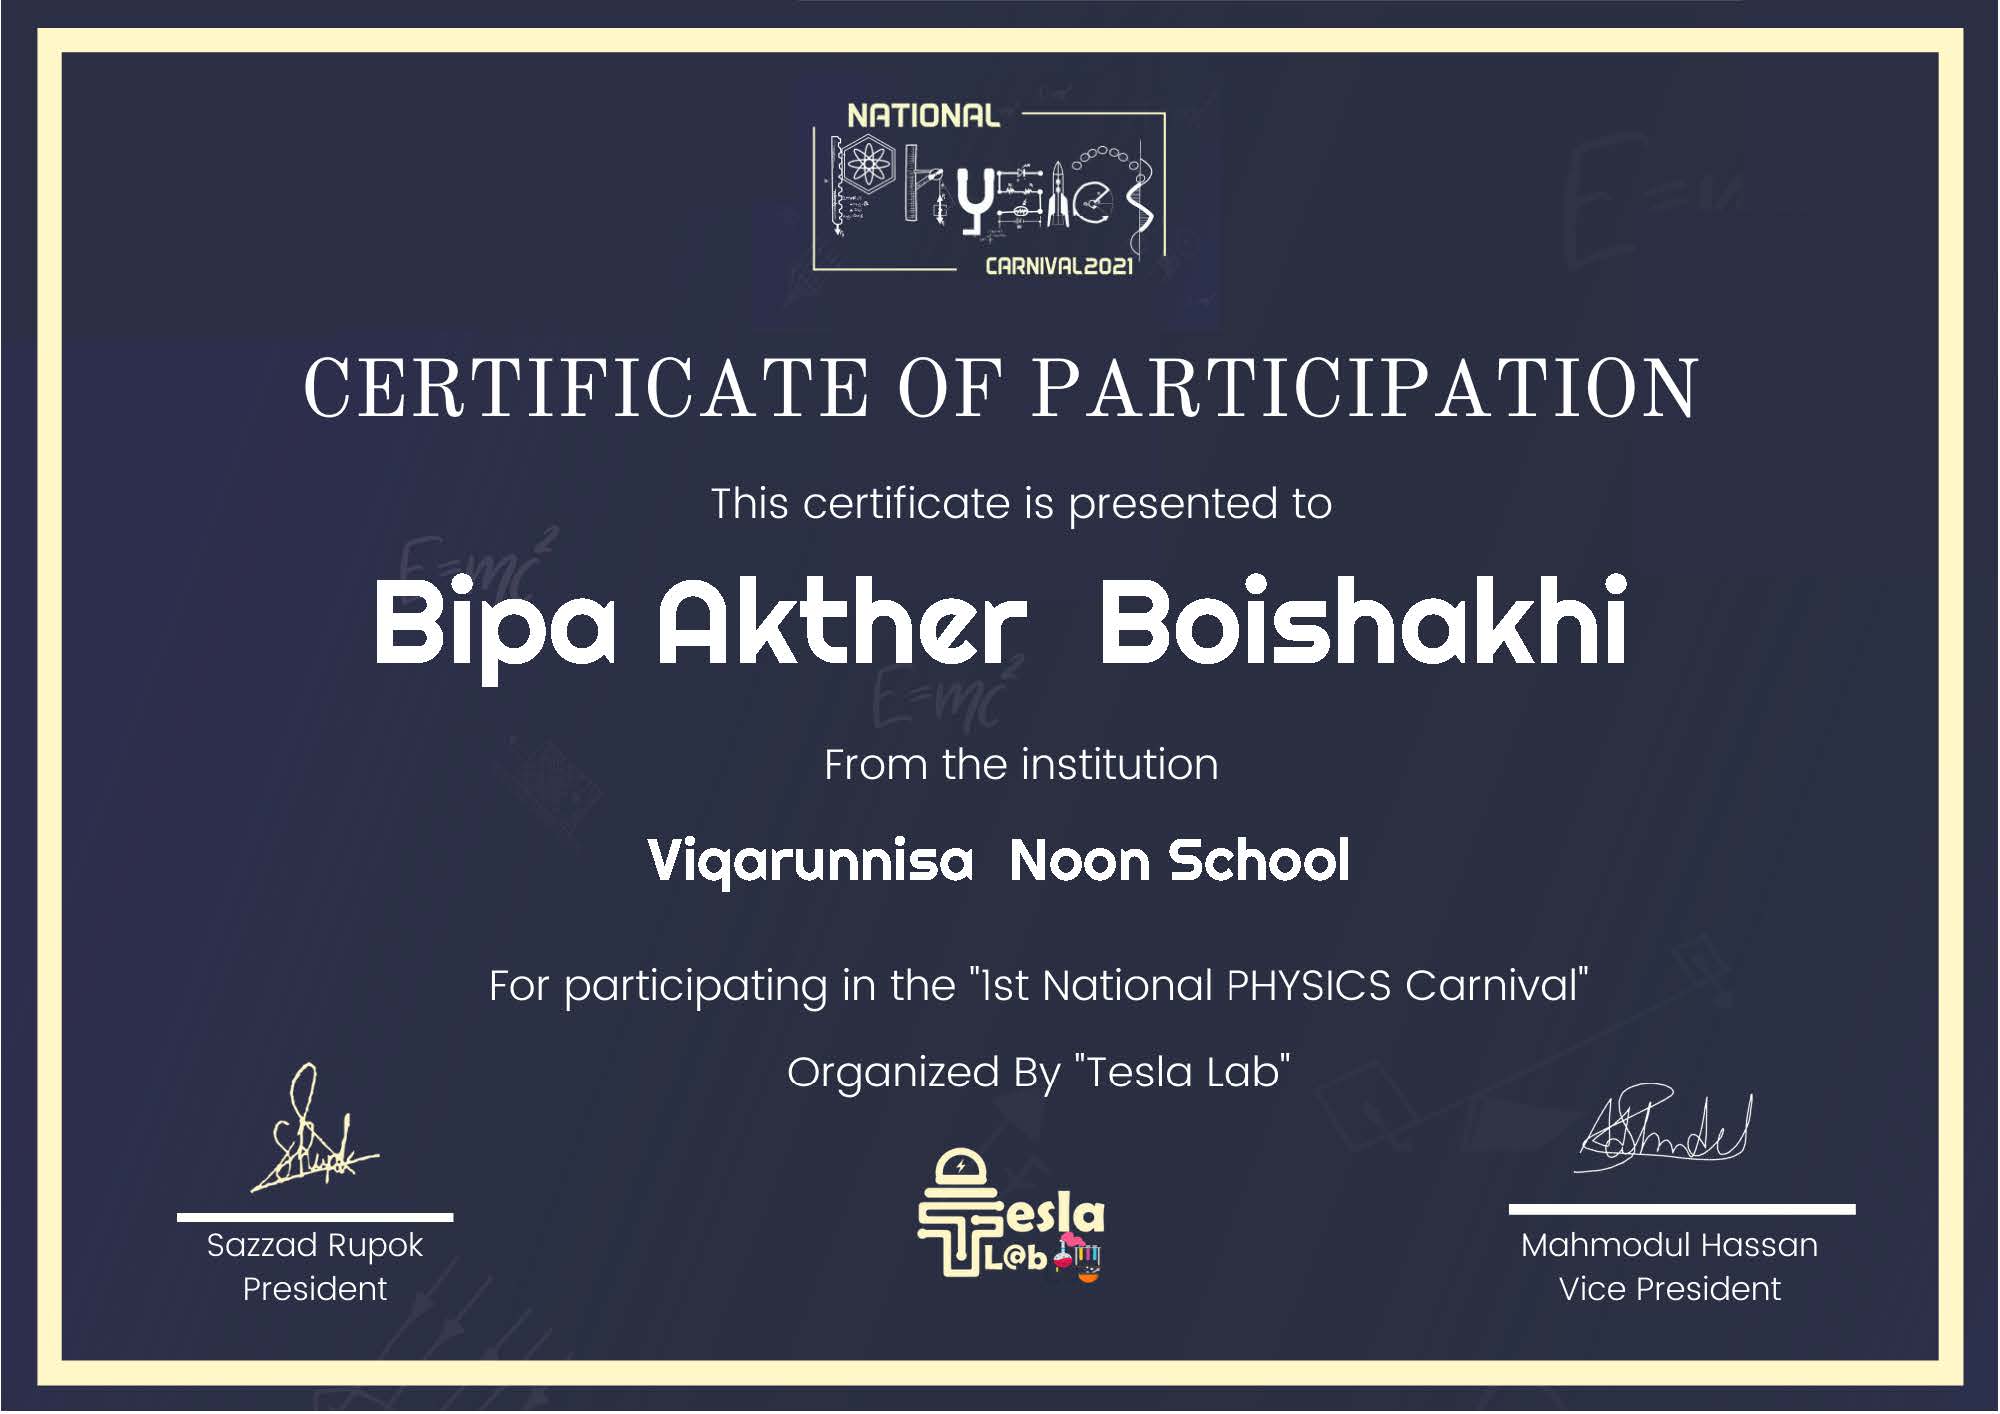 NATIONAL
Physics
CARNIVAL2021
CERTIFICATE OF PARTICIPATION
This certificate is presented to
E=mc²
Bipa Akther Boishakhi
E=mc²
From the institution
Viqarunnisa Noon School
For participating in the "1st National PHYSICS Carnival"
Organized By "Tesla Lab"
Tesla
L@b
Sazzad Rupok
President
Mahmodul Hassan
Vice President